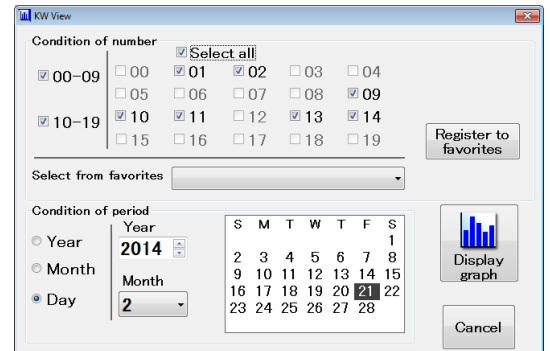 KW View
Condition of number
Select all
00-09 00 01 02 03 04
05 06 07 08 09
10-19 10 11 12 13 14
15 16 17 18 19
Register to
favorites
Select from favorites
Condition of period
Year
Month
Day
Year
2014
Month
2
S M T W T F S
1
2 3 4 5 6 7 8
9 10 11 12 13 14 15
16 17 18 19 20 21 22
23 24 25 26 27 28
Display
graph
Cancel